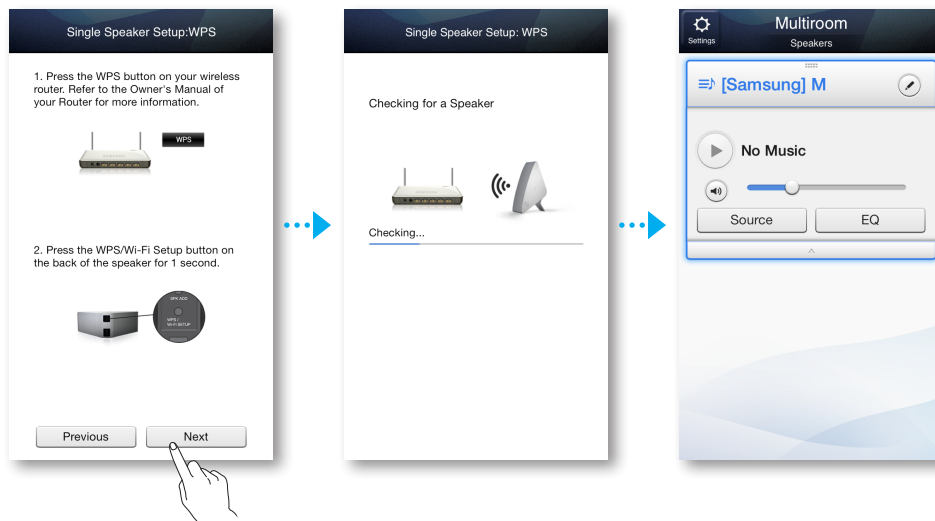 Single Speaker Setup:WPS
1. Press the WPS button on your wireless
router. Refer to the Owner's Manual of
your Router for more information.
WPS
2. Press the WPS/Wi-Fi Setup button on
the back of the speaker for 1 second.
SPK ADD
WPS /
Wi-Fi SETUP
Previous
Next
Single Speaker Setup: WPS
Checking for a Speaker
Checking...
Settings
Multiroom
Speakers
[Samsung] M
No Music
Source
EQ